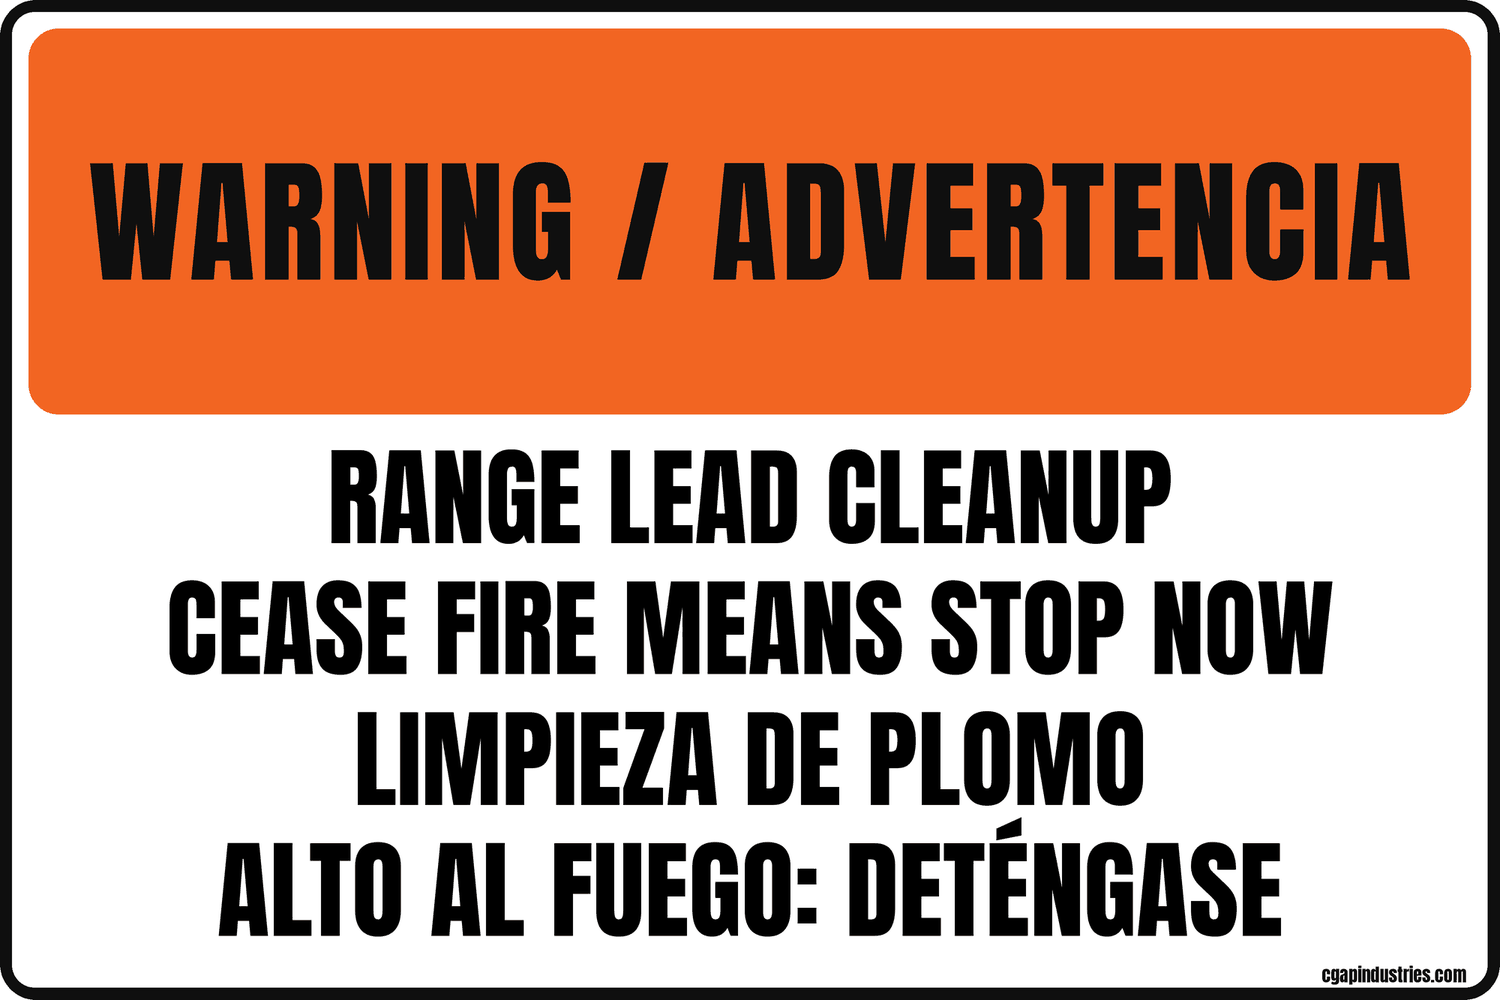 WARNING / ADVERTENCIA
RANGE LEAD CLEANUP
CEASE FIRE MEANS STOP NOW
LIMPIEZA DE PLOMO
ALTO AL FUEGO: DETÉNGASE
cgapindustries.com